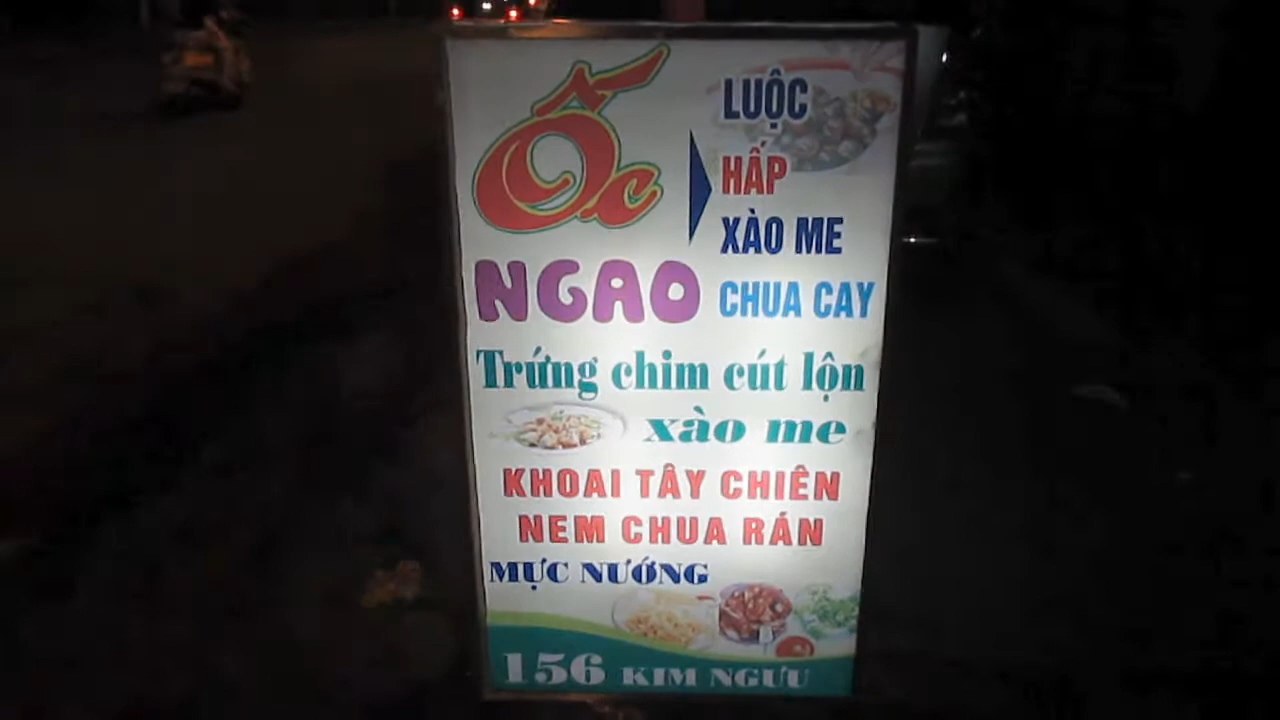 Ốc
LUỘC
HẤP
XÀO ME
NGAO CHUA CAY
Trứng chim cút lộn
xào me
KHOAI TÂY CHIÊN
NEM CHUA RÁN
MỰC NƯỚNG
156 KIM NGƯU